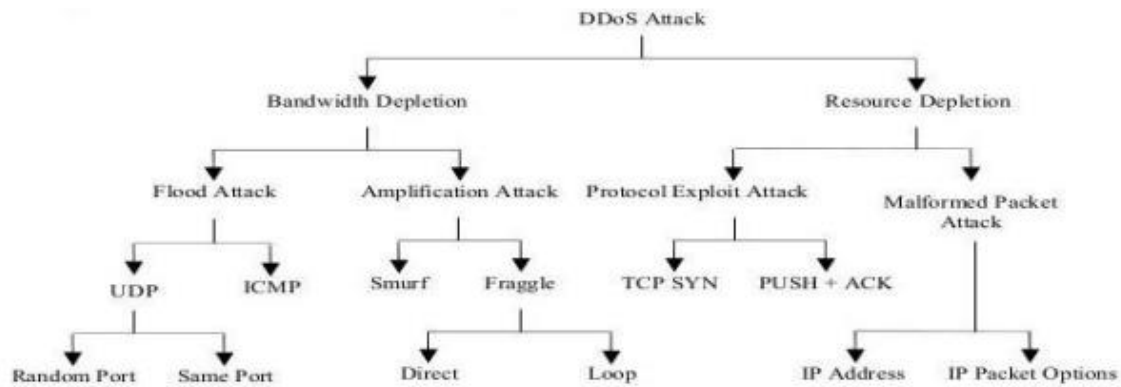 DDoS Attack
Bandwidth Depletion
Resource Depletion
Flood Attack
Amplification Attack
Protocol Exploit Attack
Malformed Packet
Attack
UDP
ICMP
Smurf
Fraggle
TCP SYN
PUSH + ACK
Random Port
Same Port
Direct
Loop
IP Address
IP Packet Options